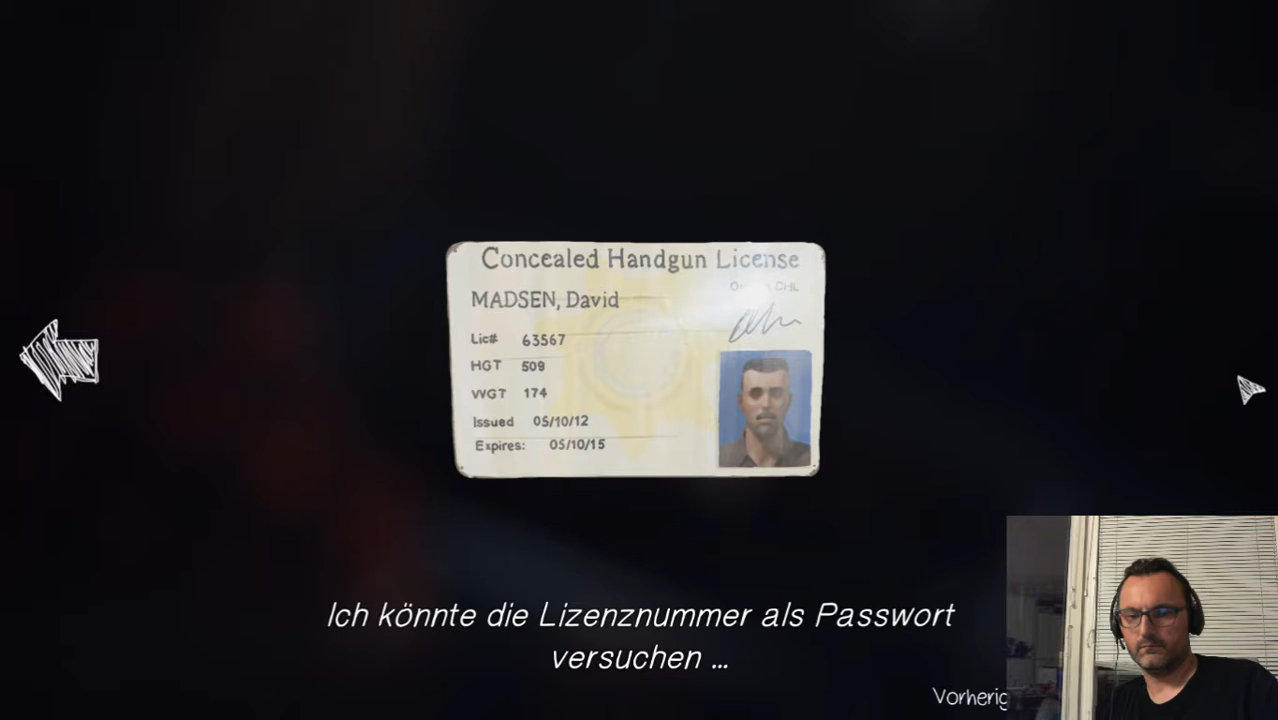 Concealed Handgun License
CHL
MADSEN, David
Lic# 63567
HGT 509
WGT 174
Issued 05/10/12
Expires: 05/10/15
Ich könnte die Lizenznummer als Passwort
versuchen ...
Vorherig